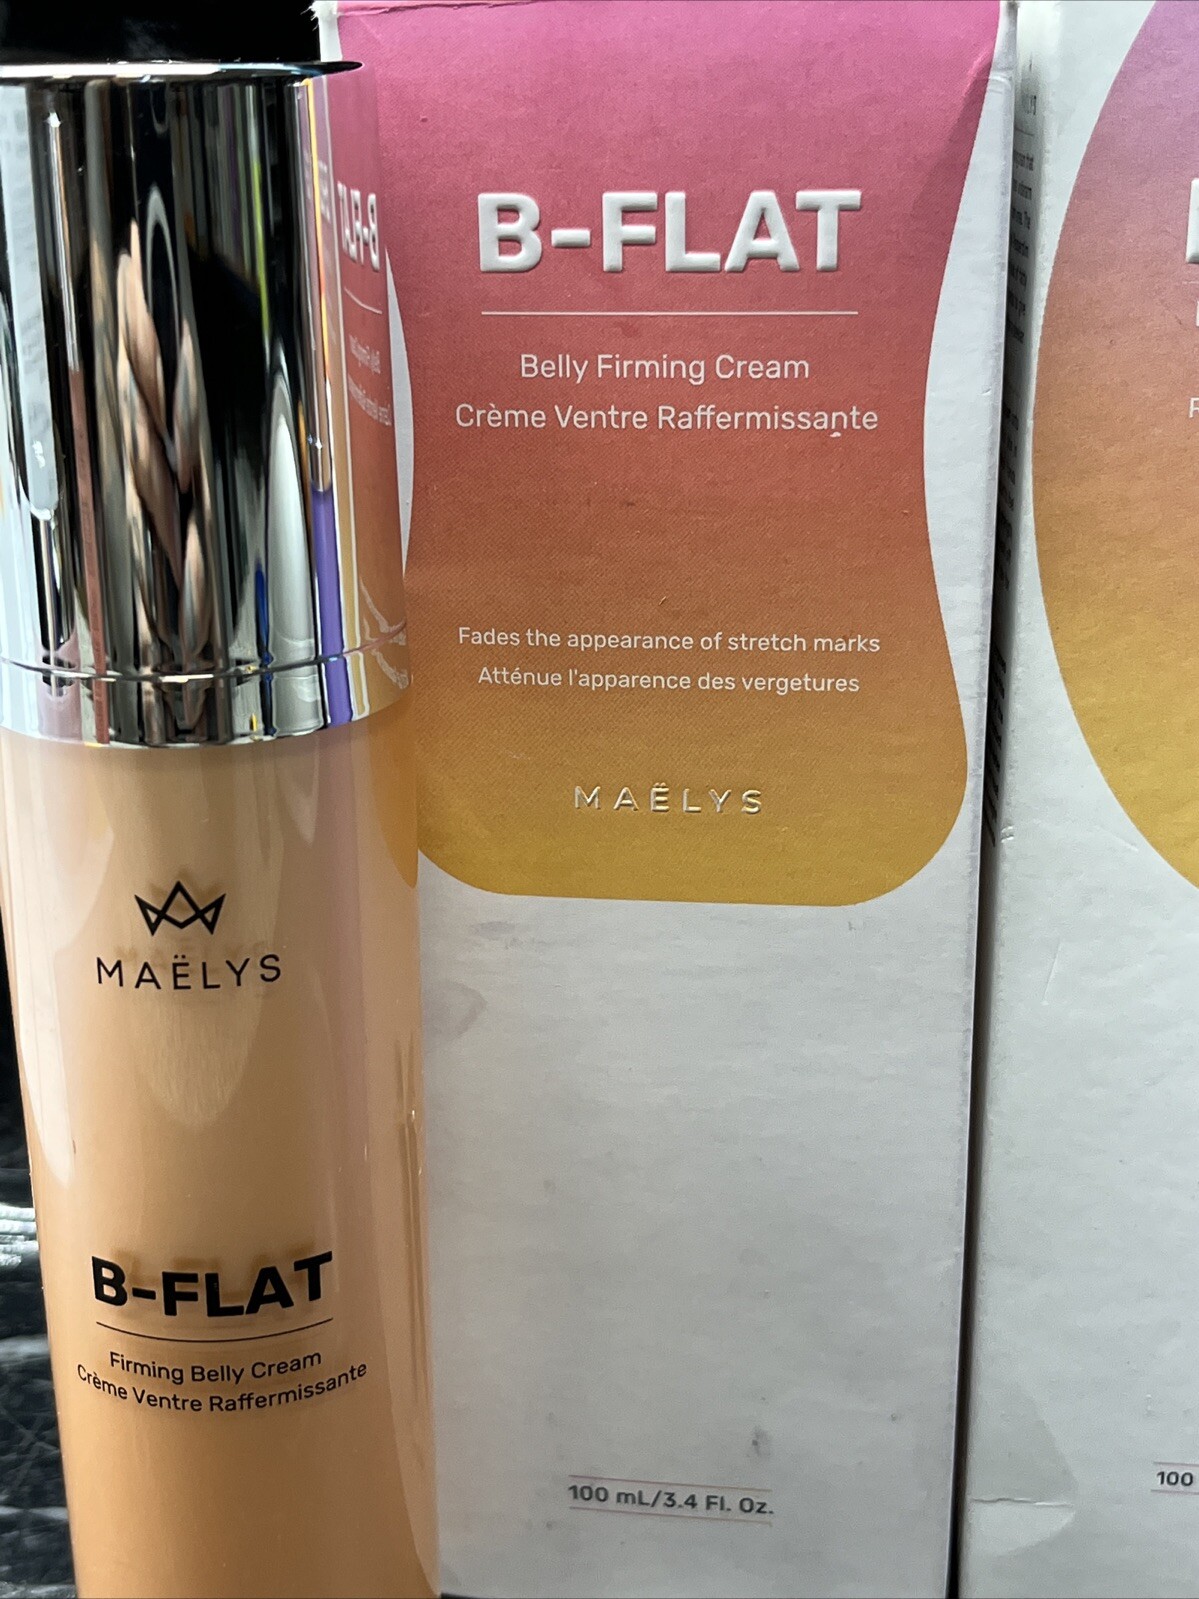 B-FLAT
Belly Firming Cream
Crème Ventre Raffermissante
Fades the appearance of stretch marks
Atténue l'apparence des vergetures
MAËLYS
100 mL/3.4 Fl. Oz.
MAËLYS
B-FLAT
Firming Belly Cream
Crème Ventre Raffermissante
100